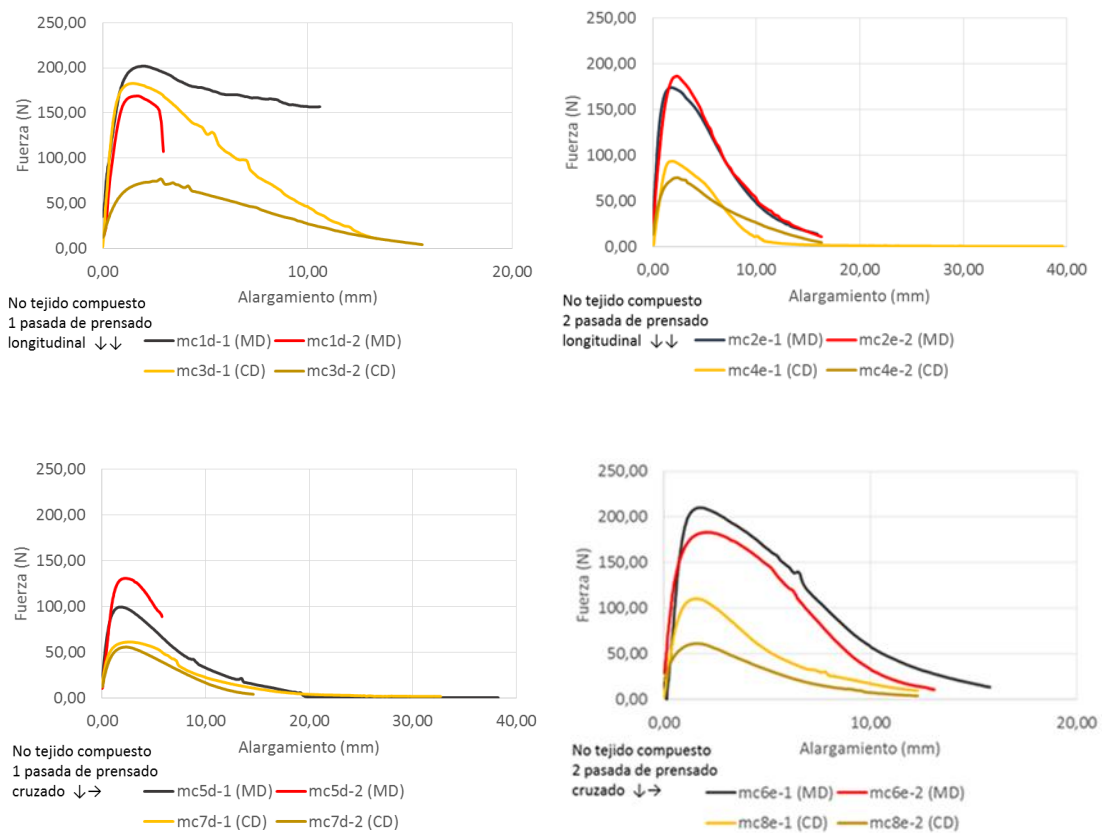 250,00
200,00
150,00
100,00
50,00
0,00
Fuerza (N)
0,00 10,00 20,00
Alargamiento (mm)
No tejido compuesto
1 pasada de prensado
longitudinal ↓↓
mc1d-1 (MD) mc1d-2 (MD)
mc3d-1 (CD) mc3d-2 (CD)
250,00
200,00
150,00
100,00
50,00
0,00
Fuerza (N)
0,00 10,00 20,00 30,00 40,00
Alargamiento (mm)
No tejido compuesto
2 pasada de prensado
longitudinal ↓↓
mc2e-1 (MD) mc2e-2 (MD)
mc4e-1 (CD) mc4e-2 (CD)
250,00
200,00
150,00
100,00
50,00
0,00
Fuerza (N)
0,00 10,00 20,00 30,00 40,00
Alargamiento (mm)
No tejido compuesto
1 pasada de prensado
cruzado ↓→
mc5d-1 (MD) mc5d-2 (MD)
mc7d-1 (CD) mc7d-2 (CD)
250,00
200,00
150,00
100,00
50,00
0,00
Fuerza (N)
0,00 10,00 20,00
Alargamiento (mm)
No tejido compuesto
2 pasada de prensado
cruzado ↓→
mc6e-1 (MD) mc6e-2 (MD)
mc8e-1 (CD) mc8e-2 (CD)